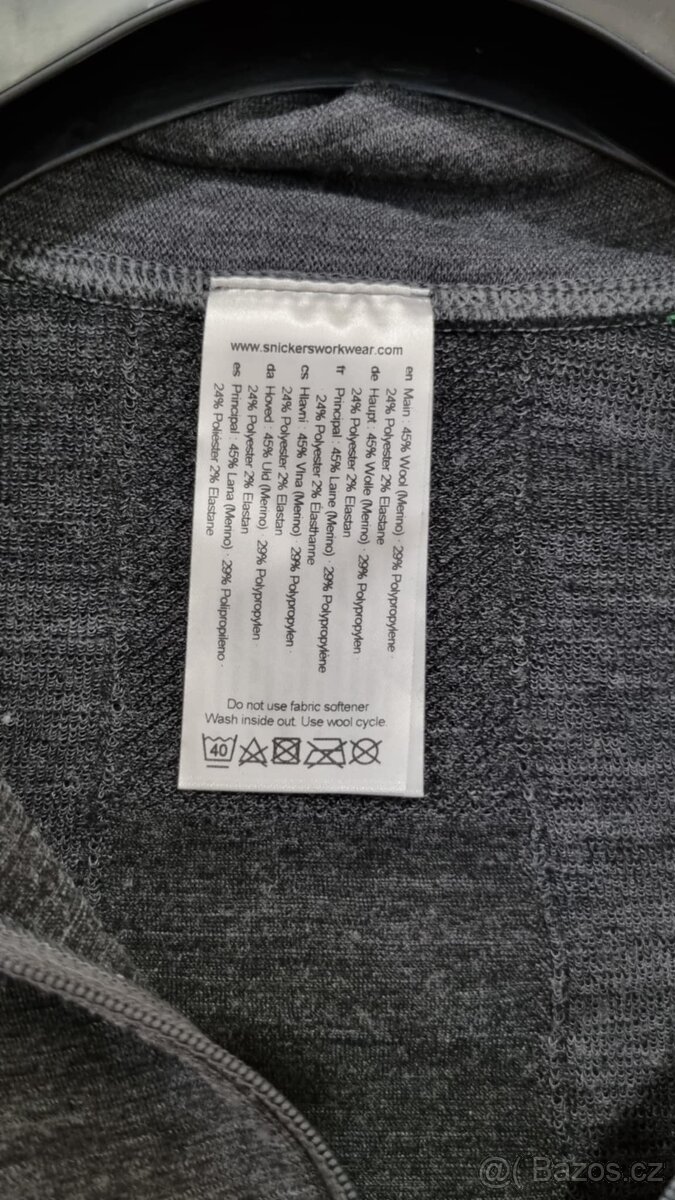 www.snickersworkwear.com
en Main : 45% Wool (Merino) · 29% Polypropylene ·
24% Polyester 2% Elastane
de Haupt : 45% Wolle (Merino) · 29% Polypropylen ·
24% Polyester 2% Elastan
fr Principal : 45% Laine (Merino) · 29% Polypropylène
· 24% Polyester 2% Elasthanne
cs Hlavní : 45% Vlna (Merino) · 29% Polypropylen ·
24% Polyester 2% Elastan
da Hoved : 45% Uld (Merino) · 29% Polypropylen ·
24% Polyester 2% Elastan
es Principal : 45% Lana (Merino) · 29% Polipropileno ·
24% Poliéster 2% Elastane
Do not use fabric softener
Wash inside out. Use wool cycle.
40
@( Bazos.cz